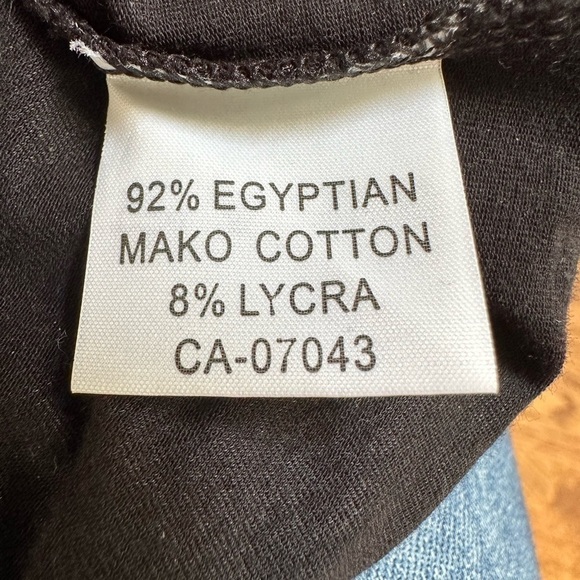 92% EGYPTIAN
MAKO COTTON
8% LYCRA
CA-07043